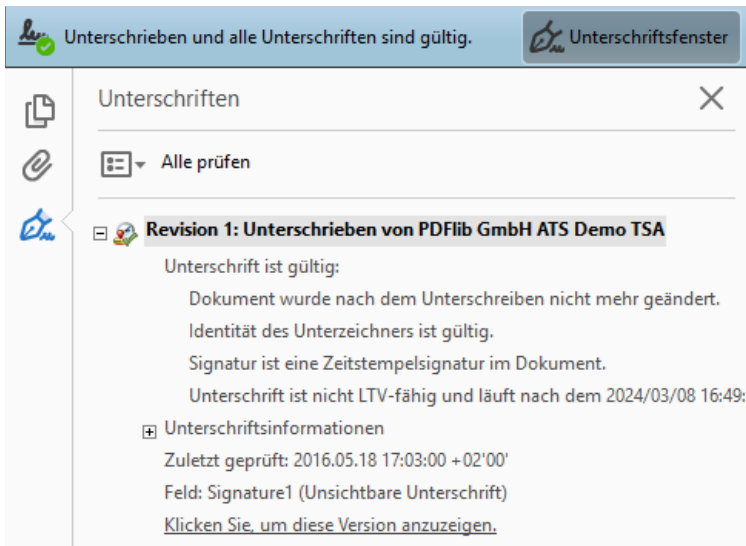 Unterschrieben und alle Unterschriften sind gültig.
Unterschriftsfenster
Unterschriften
Alle prüfen
Revision 1: Unterschrieben von PDFlib GmbH ATS Demo TSA
Unterschrift ist gültig:
Dokument wurde nach dem Unterschreiben nicht mehr geändert.
Identität des Unterzeichners ist gültig.
Signatur ist eine Zeitstempelsignatur im Dokument.
Unterschrift ist nicht LTV-fähig und läuft nach dem 2024/03/08 16:49:
Unterschriftsinformationen
Zuletzt geprüft: 2016.05.18 17:03:00 +02'00'
Feld: Signature1 (Unsichtbare Unterschrift)
Klicken Sie, um diese Version anzuzeigen.